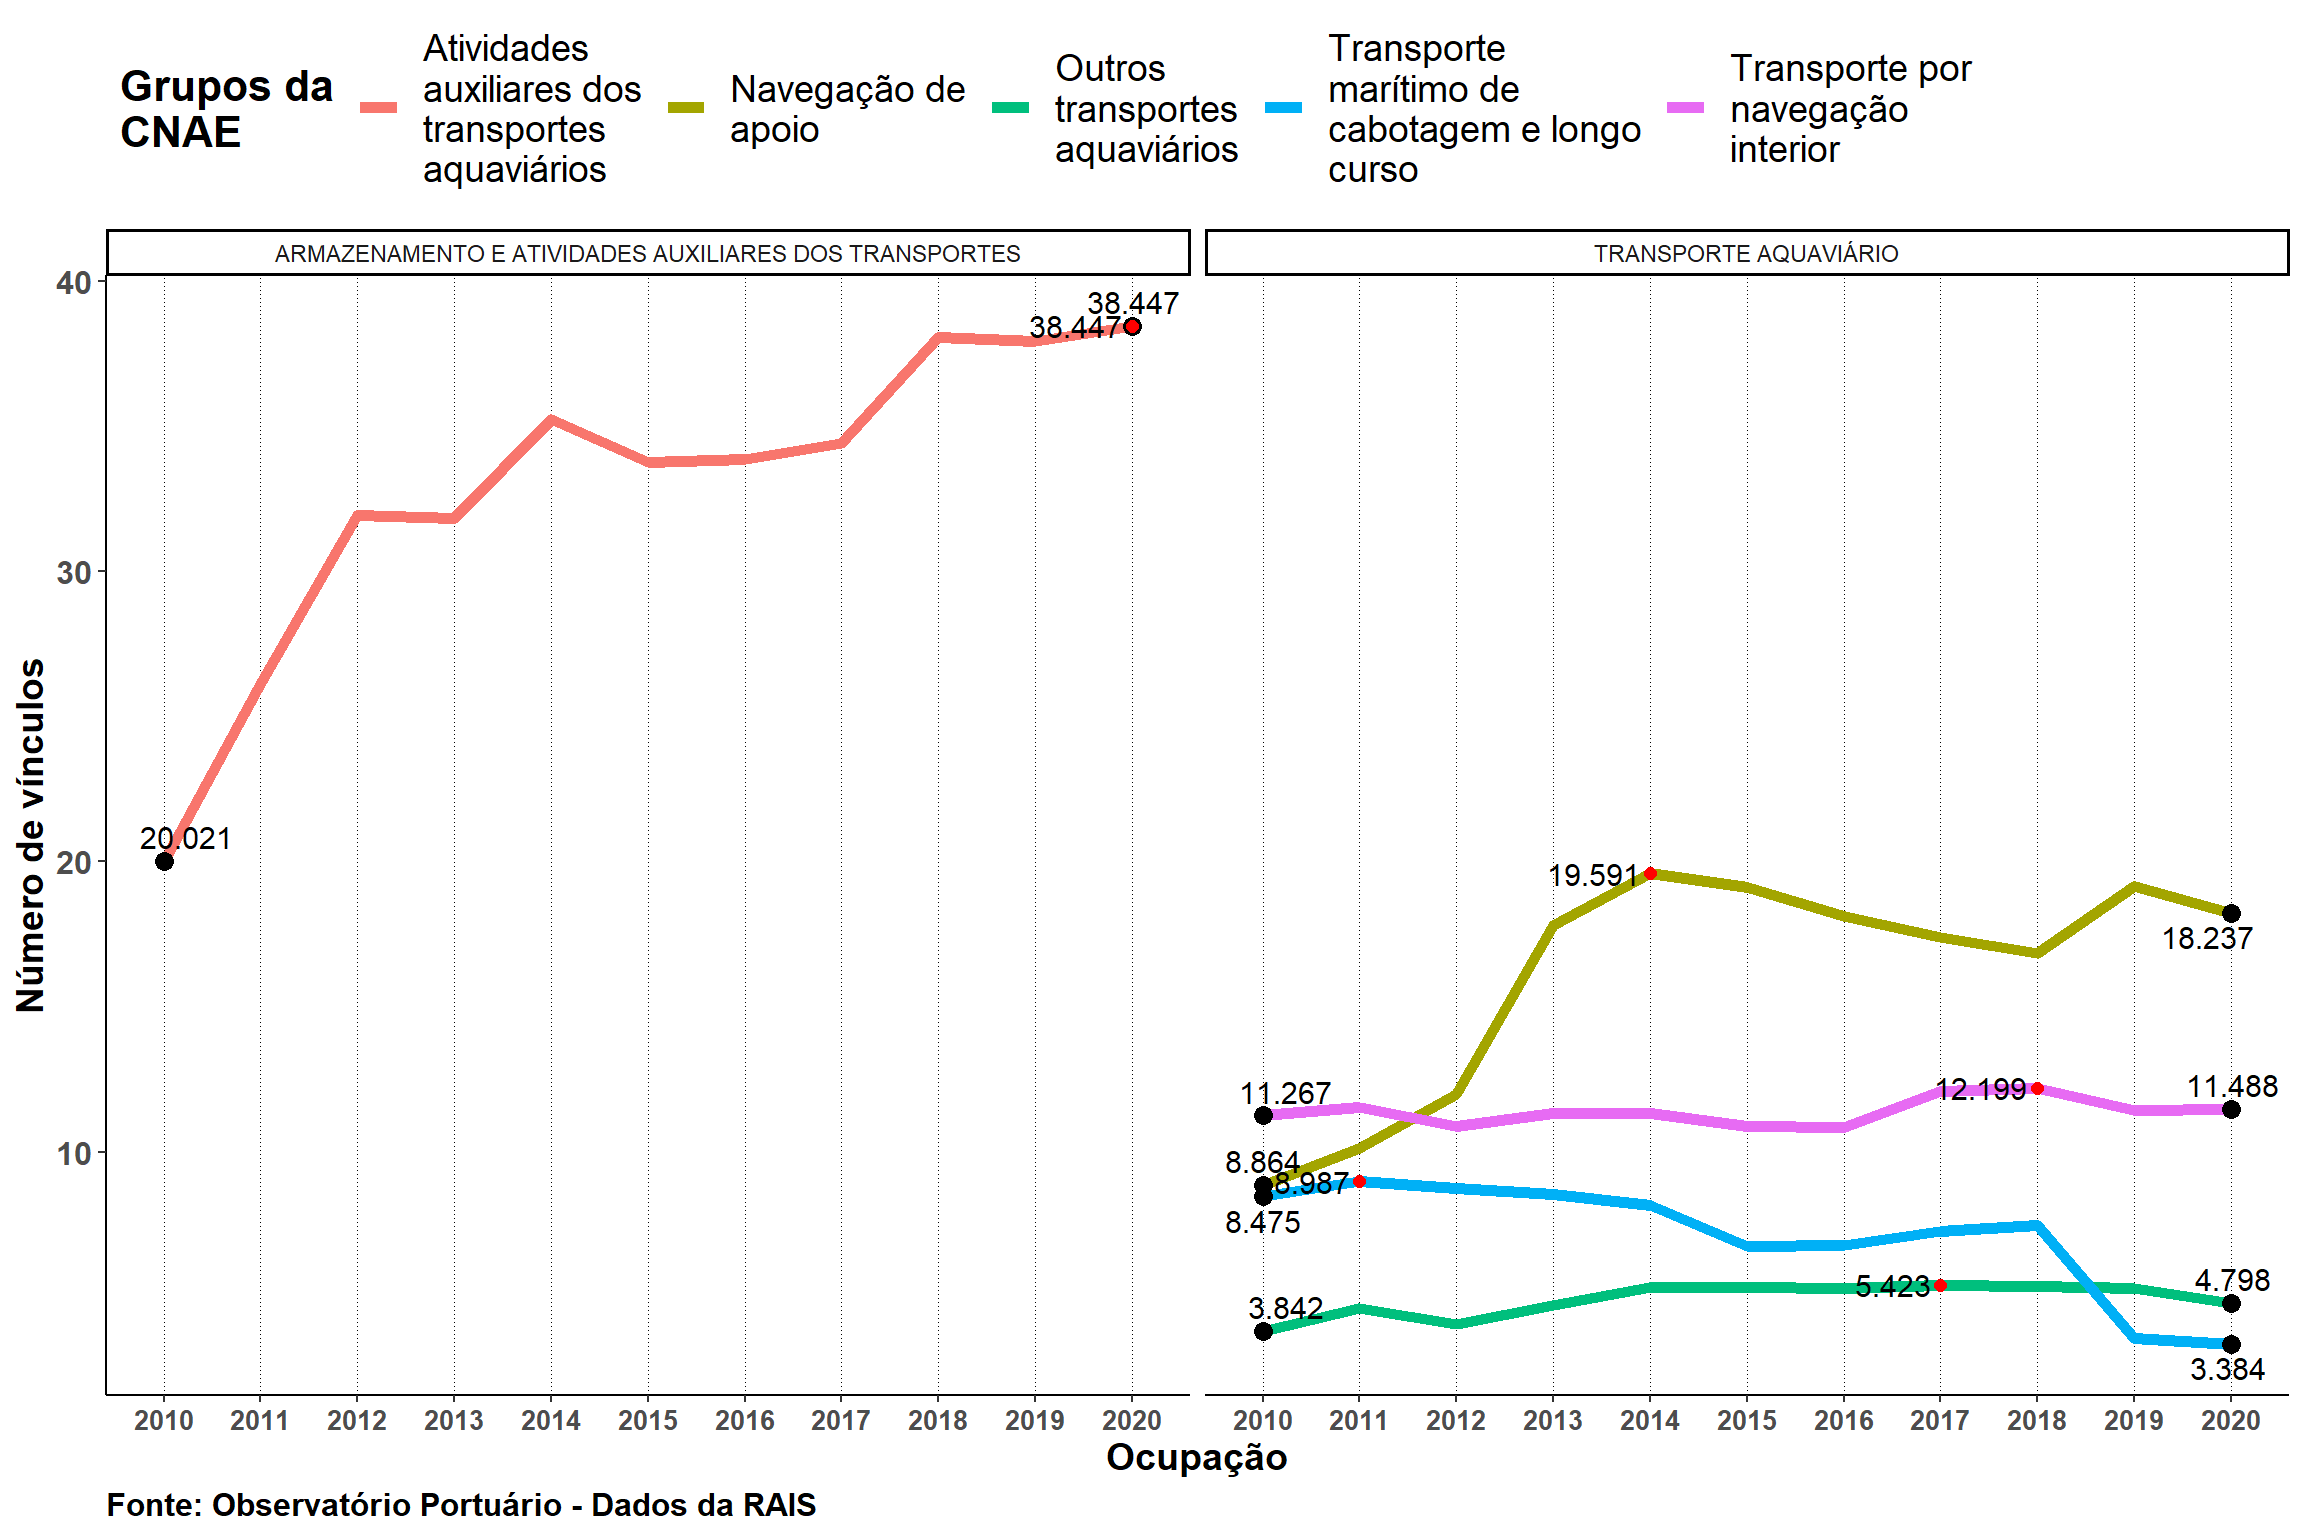 Grupos da
CNAE
Atividades
auxiliares dos
transportes
aquaviários
Navegação de
apoio
Outros
transportes
aquaviários
Transporte
marítimo de
cabotagem e longo
curso
Transporte por
navegação
interior
ARMAZENAMENTO E ATIVIDADES AUXILIARES DOS TRANSPORTES
TRANSPORTE AQUAVIÁRIO
Número de vínculos
40
30
20
10
38.447
38.447
20.021
19.591
18.237
11.267
12.199
11.488
8.864
8.987
8.475
5.423
4.798
3.842
3.384
2010 2011 2012 2013 2014 2015 2016 2017 2018 2019 2020
2010 2011 2012 2013 2014 2015 2016 2017 2018 2019 2020
Ocupação
Fonte: Observatório Portuário - Dados da RAIS